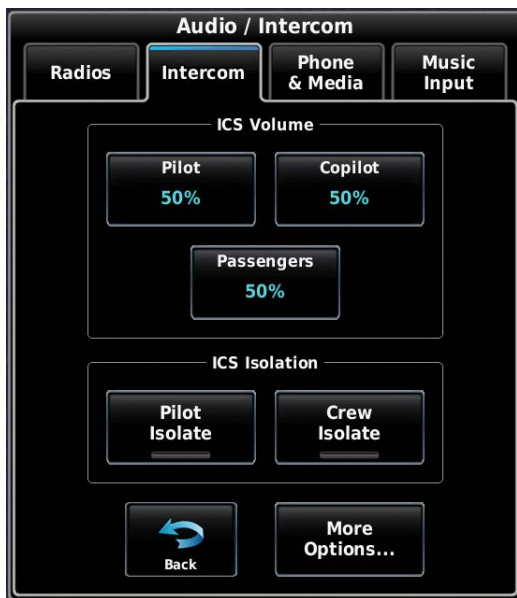 Audio / Intercom
Radios
Intercom
Phone
& Media
Music
Input
ICS Volume
Pilot
50%
Copilot
50%
Passengers
50%
ICS Isolation
Pilot
Isolate
Crew
Isolate
Back
More
Options...